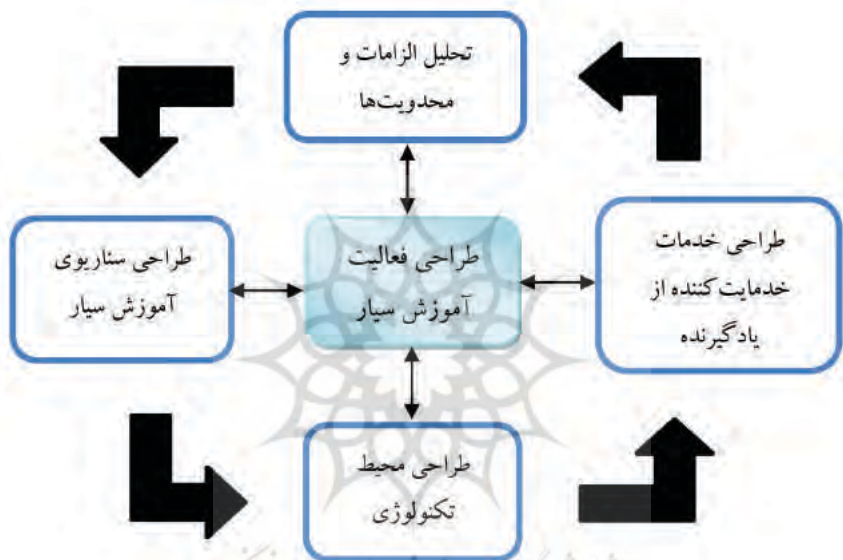 تحلیل الزامات و
محدویت‌ها
طراحی خدمات
خدمایت‌کننده از
یادگیرنده
طراحی فعالیت
آموزش سیار
طراحی سناریوی
آموزش سیار
طراحی محیط
تکنولوژی